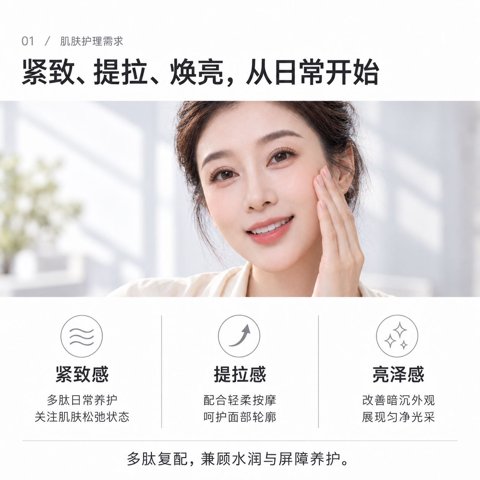 01 / 肌肤护理需求
紧致、提拉、焕亮，从日常开始
紧致感
多肽日常养护
关注肌肤松弛状态
提拉感
配合轻柔按摩
呵护面部轮廓
亮泽感
改善暗沉外观
展现匀净光采
多肽复配，兼顾水润与屏障养护。